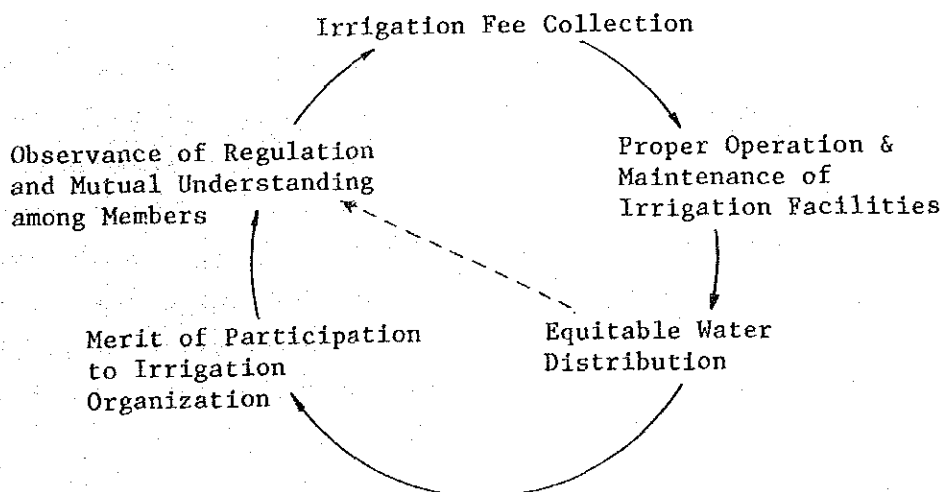 Irrigation Fee Collection
Proper Operation &
Maintenance of
Irrigation Facilities
Equitable Water
Distribution
Merit of Participation
to Irrigation
Organization
Observance of Regulation
and Mutual Understanding
among Members